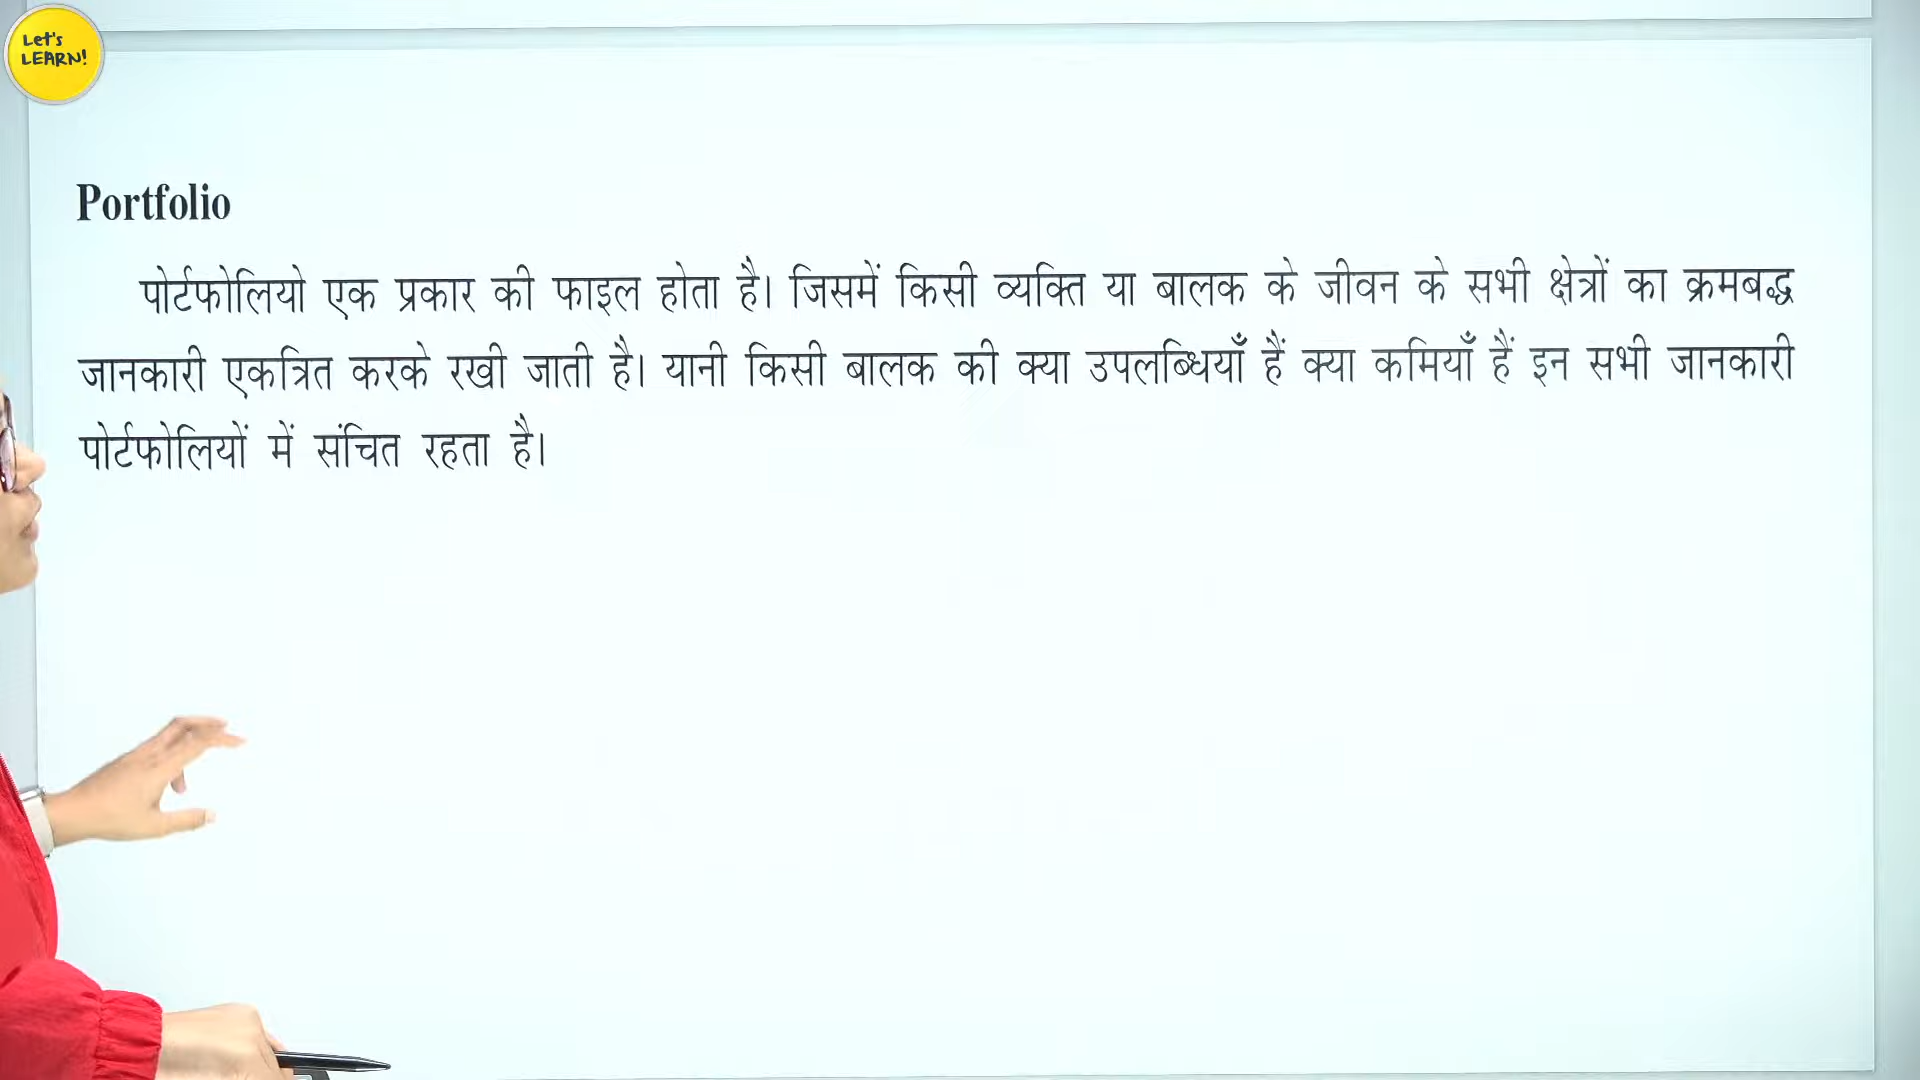 Let's
LEARN!
Portfolio
पोर्टफोलियो एक प्रकार की फाइल होता है। जिसमें किसी व्यक्ति या बालक के जीवन के सभी क्षेत्रों का क्रमबद्ध
जानकारी एकत्रित करके रखी जाती है। यानी किसी बालक की क्या उपलब्धियाँ हैं क्या कमियाँ हैं इन सभी जानकारी
पोर्टफोलियों में संचित रहता है।